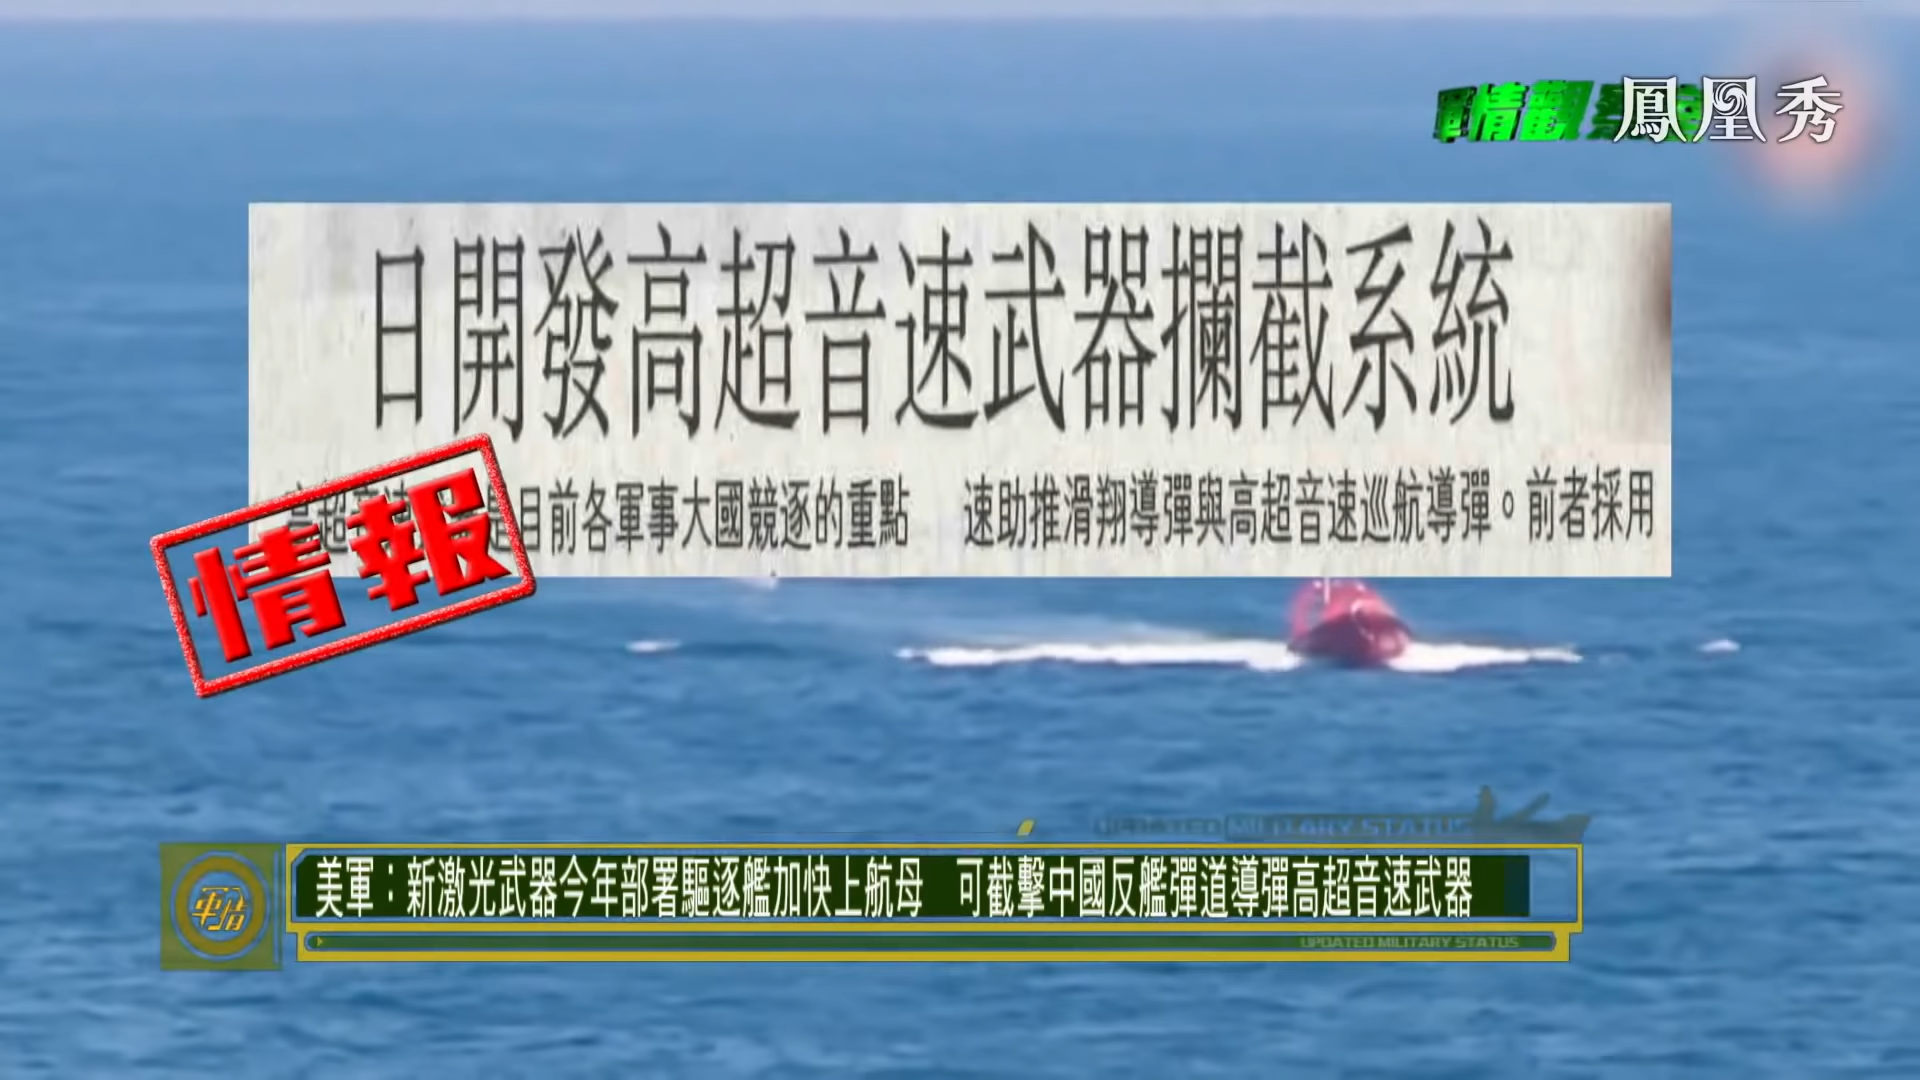 軍情觀察
鳳凰秀
日開發高超音速武器攔截系統
目前各軍事大國競逐的重點
速助推滑翔導彈與高超音速巡航導彈。前者採用
情報
UPDATED MILITARY STATUS
美軍：新激光武器今年部署驅逐艦加快上航母 可截擊中國反艦彈道導彈高超音速武器
軍情
UPDATED MILITARY STATUS